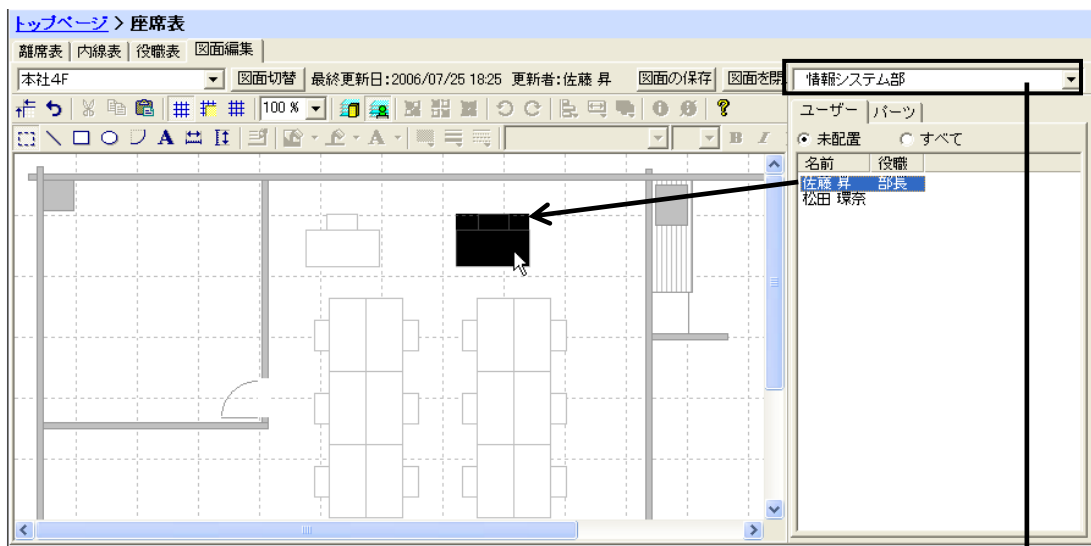 トップページ > 座席表
離席表 内線表 役職表 図面編集
本社4F 図面切替 最終更新日:2006/07/25 18:25 更新者:佐藤 昇 図面の保存 図面を閉 情報システム部
100 % ユーザー パーツ
A A B I
未配置 すべて
名前 役職
佐藤 昇 部長
松田 環奈